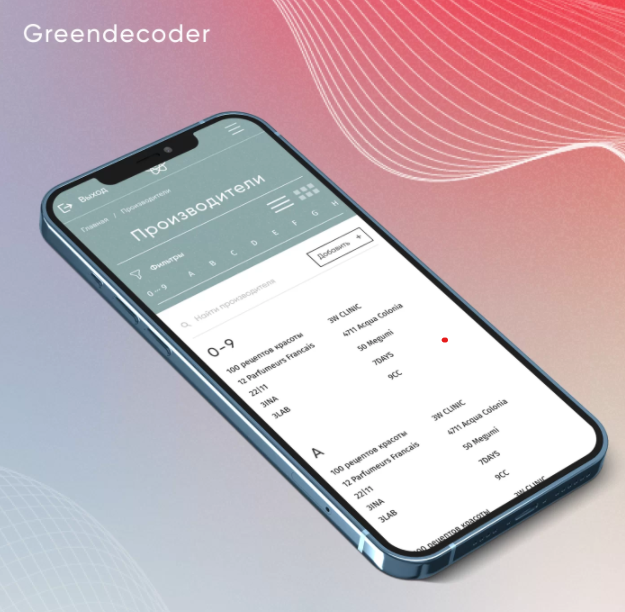 Greendecoder
Выход
Главная / Производители
Производители
Фильтры
0-9 A B C D E F G H
Найти производителя
Добавить +
0-9
100 рецептов красоты
12 Parfumeurs Francais
22|11
3INA
3LAB
3W CLINIC
4711 Acqua Colonia
50 Megumi
7DAYS
9CC
A
100 рецептов красоты
12 Parfumeurs Francais
22|11
3INA
3LAB
3W CLINIC
4711 Acqua Colonia
50 Megumi
7DAYS
9CC
рецептов красоты
3W CLINIC